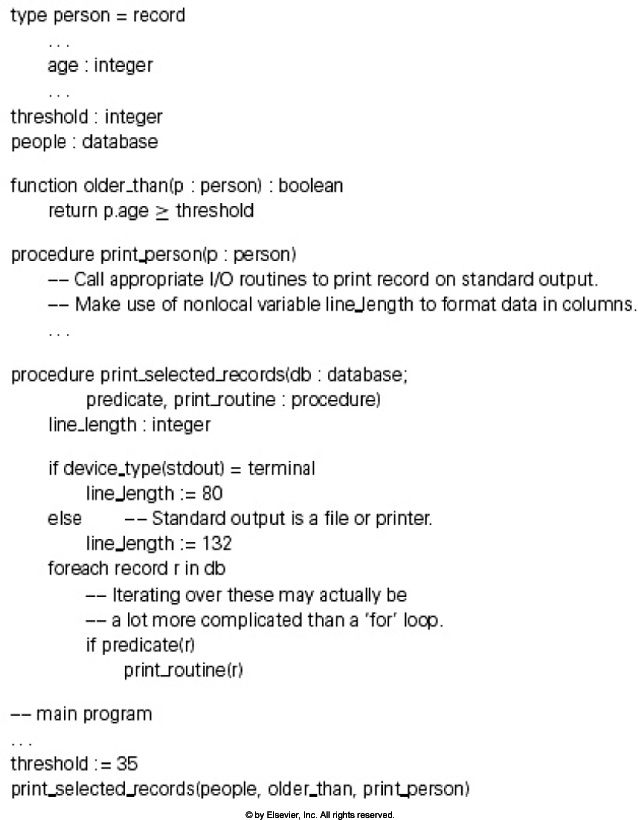 type person = record
. . .
age : integer
. . .
threshold : integer
people : database
function older_than(p : person) : boolean
return p.age ≥ threshold
procedure print_person(p : person)
–– Call appropriate I/O routines to print record on standard output.
–– Make use of nonlocal variable line_length to format data in columns.
. . .
procedure print_selected_records(db : database;
predicate, print_routine : procedure)
line_length : integer
if device_type(stdout) = terminal
line_length := 80
else –– Standard output is a file or printer.
line_length := 132
foreach record r in db
–– Iterating over these may actually be
–– a lot more complicated than a 'for' loop.
if predicate(r)
print_routine(r)
–– main program
. . .
threshold := 35
print_selected_records(people, older_than, print_person)
© by Elsevier, Inc. All rights reserved.